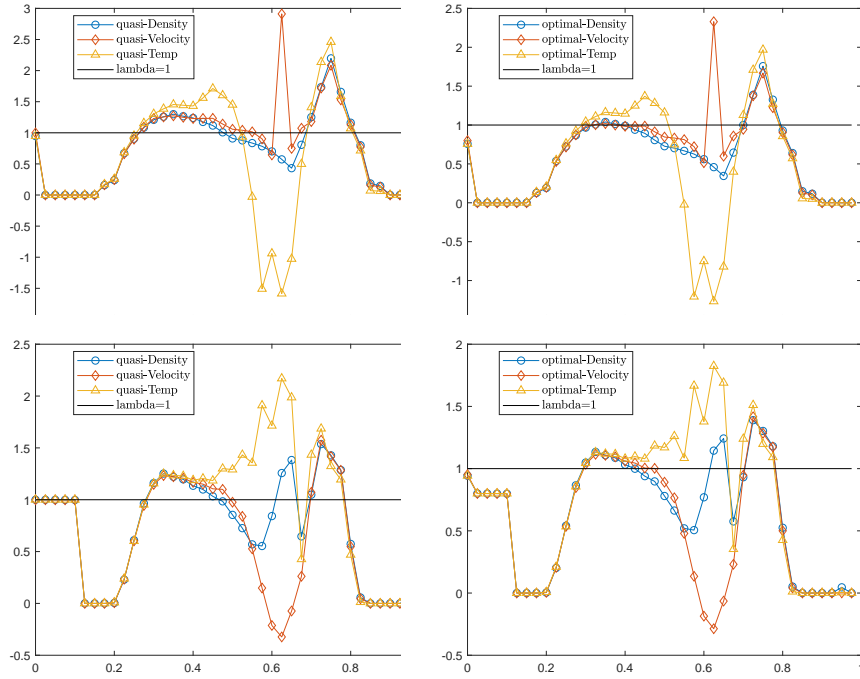 3
2.5
2
1.5
1
0.5
0
-0.5
-1
-1.5
quasi-Density
quasi-Velocity
quasi-Temp
lambda=1
2.5
2
1.5
1
0.5
0
-0.5
-1
optimal-Density
optimal-Velocity
optimal-Temp
lambda=1
2.5
2
1.5
1
0.5
0
-0.5
quasi-Density
quasi-Velocity
quasi-Temp
lambda=1
0 0.2 0.4 0.6 0.8
2
1.5
1
0.5
0
-0.5
optimal-Density
optimal-Velocity
optimal-Temp
lambda=1
0 0.2 0.4 0.6 0.8